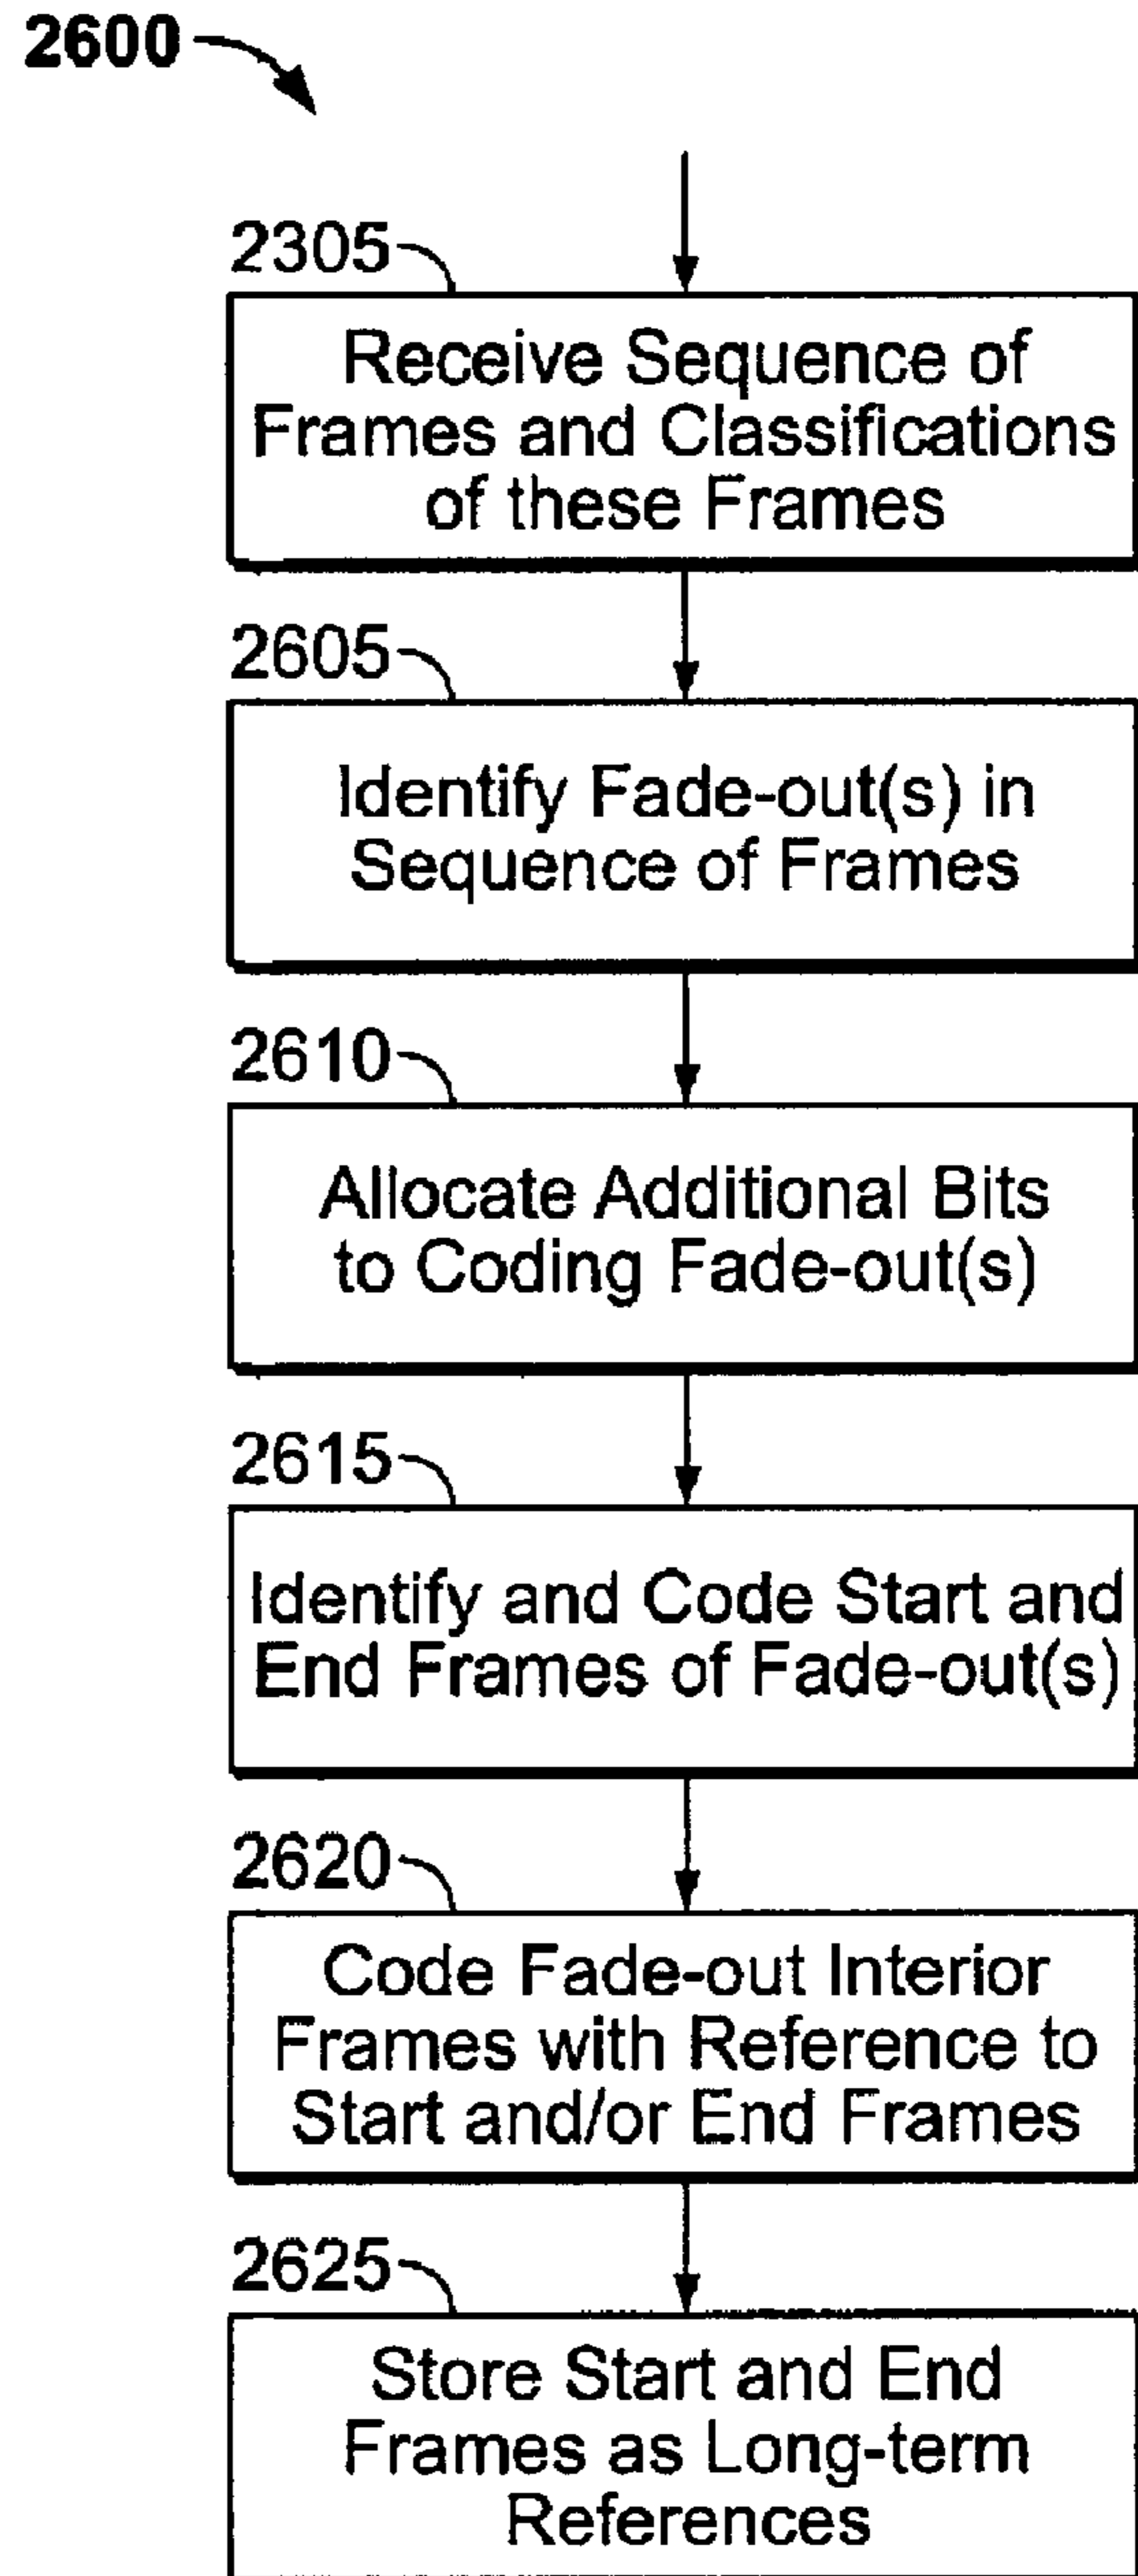 2600
2305
Receive Sequence of
Frames and Classifications
of these Frames
2605
Identify Fade-out(s) in
Sequence of Frames
2610
Allocate Additional Bits
to Coding Fade-out(s)
2615
Identify and Code Start and
End Frames of Fade-out(s)
2620
Code Fade-out Interior
Frames with Reference to
Start and/or End Frames
2625
Store Start and End
Frames as Long-term
References